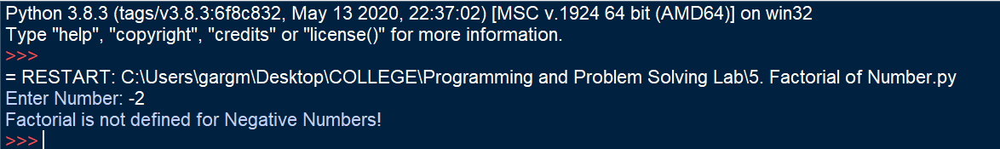 Python 3.8.3 (tags/v3.8.3:6f8c832, May 13 2020, 22:37:02) [MSC v.1924 64 bit (AMD64)] on win32
Type "help", "copyright", "credits" or "license()" for more information.
>>>
= RESTART: C:\Users\gargm\Desktop\COLLEGE\Programming and Problem Solving Lab\5. Factorial of Number.py
Enter Number: -2
Factorial is not defined for Negative Numbers!
>>>